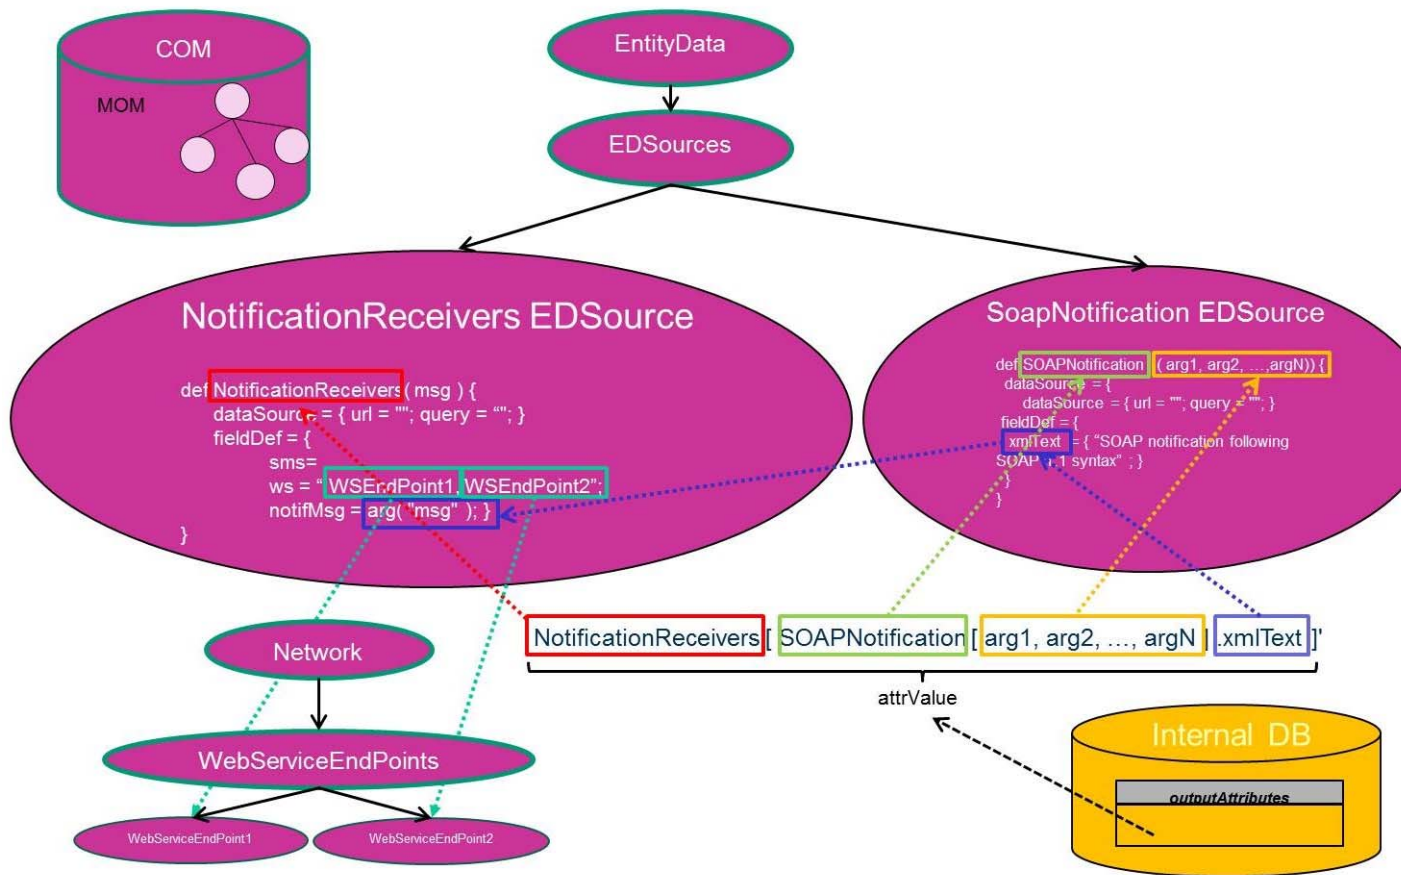 COM
MOM
EntityData
EDSources
NotificationReceivers EDSource
def NotificationReceivers ( msg ) {
dataSource = { url = ""; query = “"; }
fieldDef = {
sms=
ws = “ WSEndPoint1, WSEndPoint2”;
notifMsg = arg( "msg" ); }
}
SoapNotification EDSource
def SOAPNotification ( arg1, arg2, …,argN)) {
dataSource = {
dataSource = { url = ""; query = ""; }
fieldDef = {
xmlText = { “SOAP notification following
SOAP 1.1 syntax” ; }
}
}
NotificationReceivers [ SOAPNotification [ arg1, arg2, …, argN ] .xmlText ]'
attrValue
Network
WebServiceEndPoints
WebServiceEndPoint1
WebServiceEndPoint2
Internal DB
outputAttributes